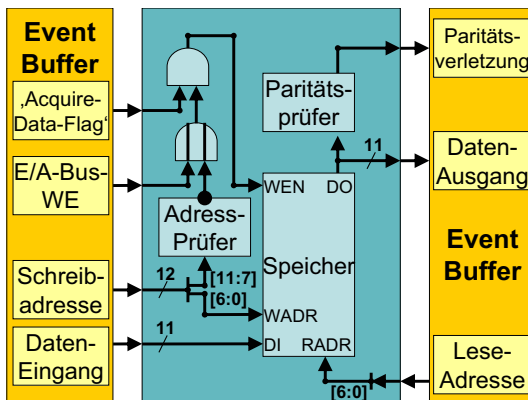 Event
Buffer
‚Acquire-
Data-Flag‘
E/A-Bus-
WE
Schreib
adresse
Daten-
Eingang
12
11
Adress-
Prüfer
[11:7]
[6:0]
Paritäts-
prüfer
WEN
DO
Speicher
WADR
DI
RADR
11
[6:0]
Paritäts-
verletzung
Daten-
Ausgang
Event
Buffer
Lese-
Adresse